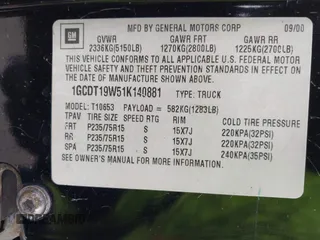 GM
MFD BY GENERAL MOTORS CORP 09/00
GVWR GAWR FRT GAWR RR
2336KG(5150LB) 1270KG(2800LB) 1225KG(2700LB)
THIS VEHICLE CONFORMS TO ALL APPLICABLE U.S. FEDERAL MOTOR
VEHICLE SAFETY AND THEFT PREVENTION STANDARDS IN EFFECT ON
THE DATE OF MANUFACTURE SHOWN ABOVE.
1GCDT19W51K140881 TYPE: TRUCK
MODEL: T10653 PAYLOAD = 582KG(1283LB)
TPAV TIRE SIZE SPEED RTG RIM COLD TIRE PRESSURE
FRT P235/75R15 S 15X7J 220KPA(32PSI)
RR P235/75R15 S 15X7J 220KPA(32PSI)
SPA P235/75R15 S 15X7J 240KPA(35PSI)
SEE OWNER'S MANUAL FOR MORE INFORMATION.